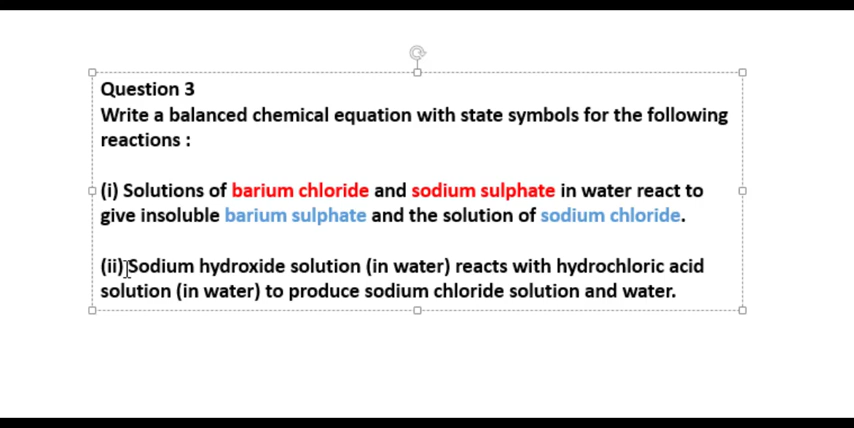 Question 3
Write a balanced chemical equation with state symbols for the following
reactions :
(i) Solutions of barium chloride and sodium sulphate in water react to
give insoluble barium sulphate and the solution of sodium chloride.
(ii) Sodium hydroxide solution (in water) reacts with hydrochloric acid
solution (in water) to produce sodium chloride solution and water.